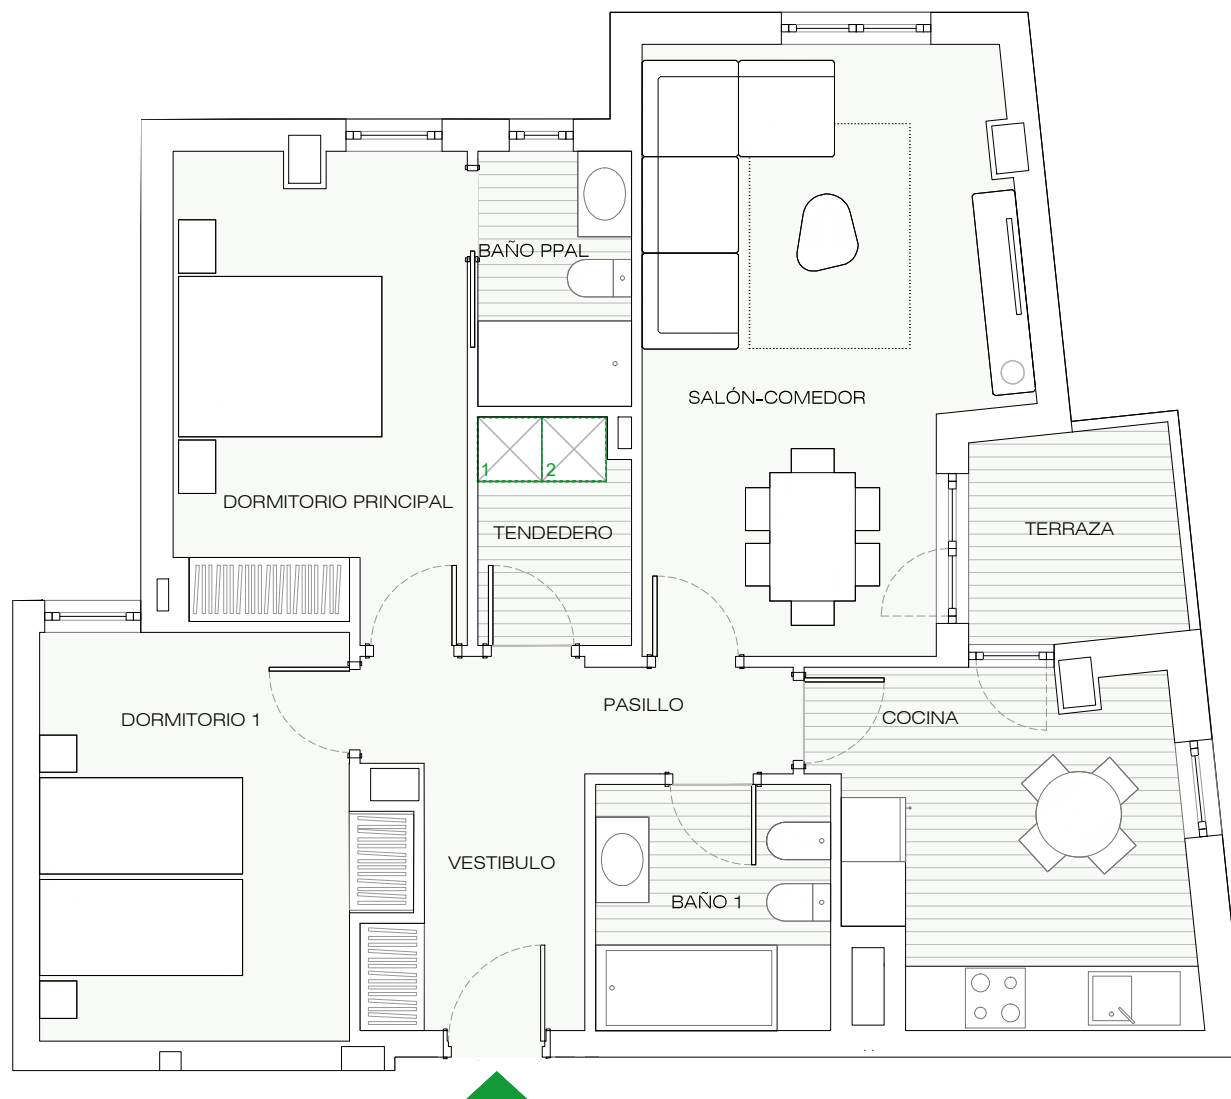 BAÑO PPAL
SALÓN-COMEDOR
1
2
DORMITORIO PRINCIPAL
TENDEDERO
TERRAZA
PASILLO
COCINA
DORMITORIO 1
VESTIBULO
BAÑO 1